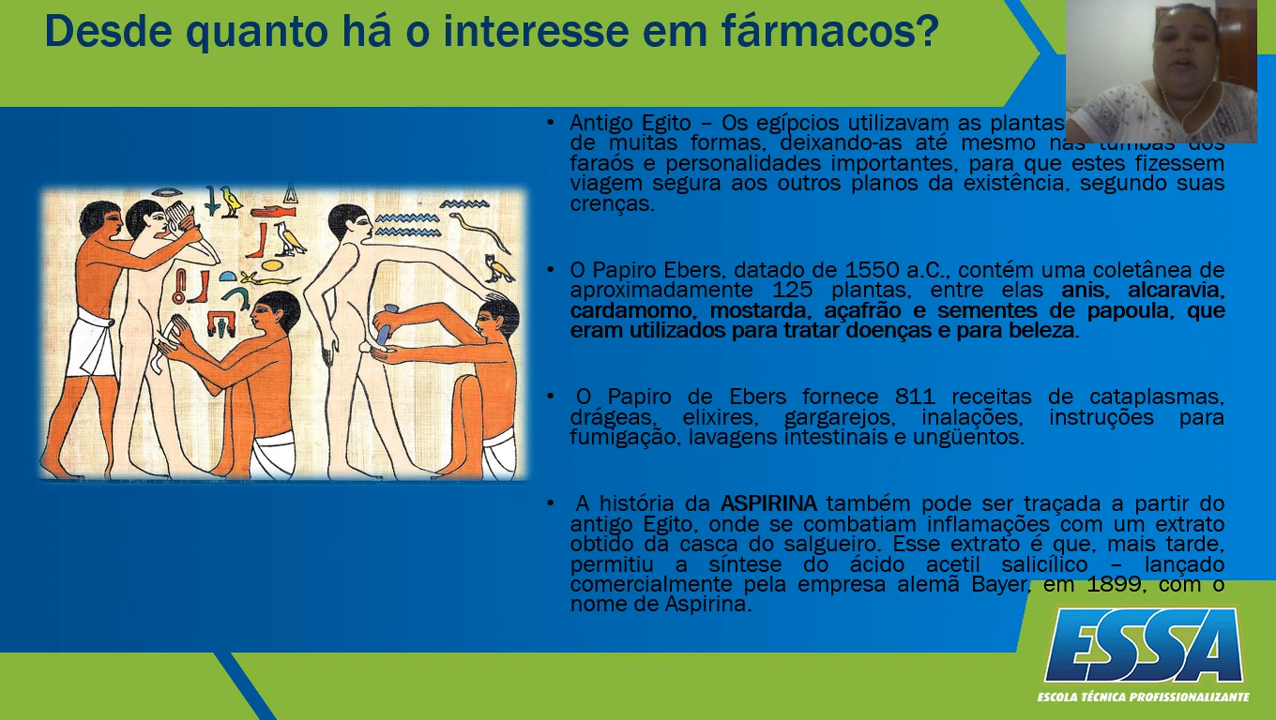 Desde quanto há o interesse em fármacos?
• Antigo Egito – Os egípcios utilizavam as plantas
de muitas formas, deixando-as até mesmo nas tumbas dos
faraós e personalidades importantes, para que estes fizessem
viagem segura aos outros planos da existência, segundo suas
crenças.
• O Papiro Ebers, datado de 1550 a.C., contém uma coletânea de
aproximadamente 125 plantas, entre elas anis, alcaravia,
cardamomo, mostarda, açafrão e sementes de papoula, que
eram utilizados para tratar doenças e para beleza.
• O Papiro de Ebers fornece 811 receitas de cataplasmas,
drágeas, elixires, gargarejos, inalações, instruções para
fumigação, lavagens intestinais e ungüentos.
• A história da ASPIRINA também pode ser traçada a partir do
antigo Egito, onde se combatiam inflamações com um extrato
obtido da casca do salgueiro. Esse extrato é que, mais tarde,
permitiu a síntese do ácido acetil salicílico – lançado
comercialmente pela empresa alemã Bayer, em 1899, com o
nome de Aspirina.
ESSA
ESCOLA TÉCNICA PROFISSIONALIZANTE